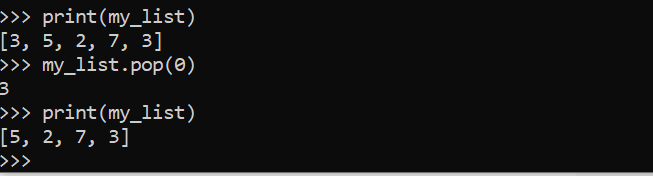 >>> print(my_list)
[3, 5, 2, 7, 3]
>>> my_list.pop(0)
3
>>> print(my_list)
[5, 2, 7, 3]
>>>